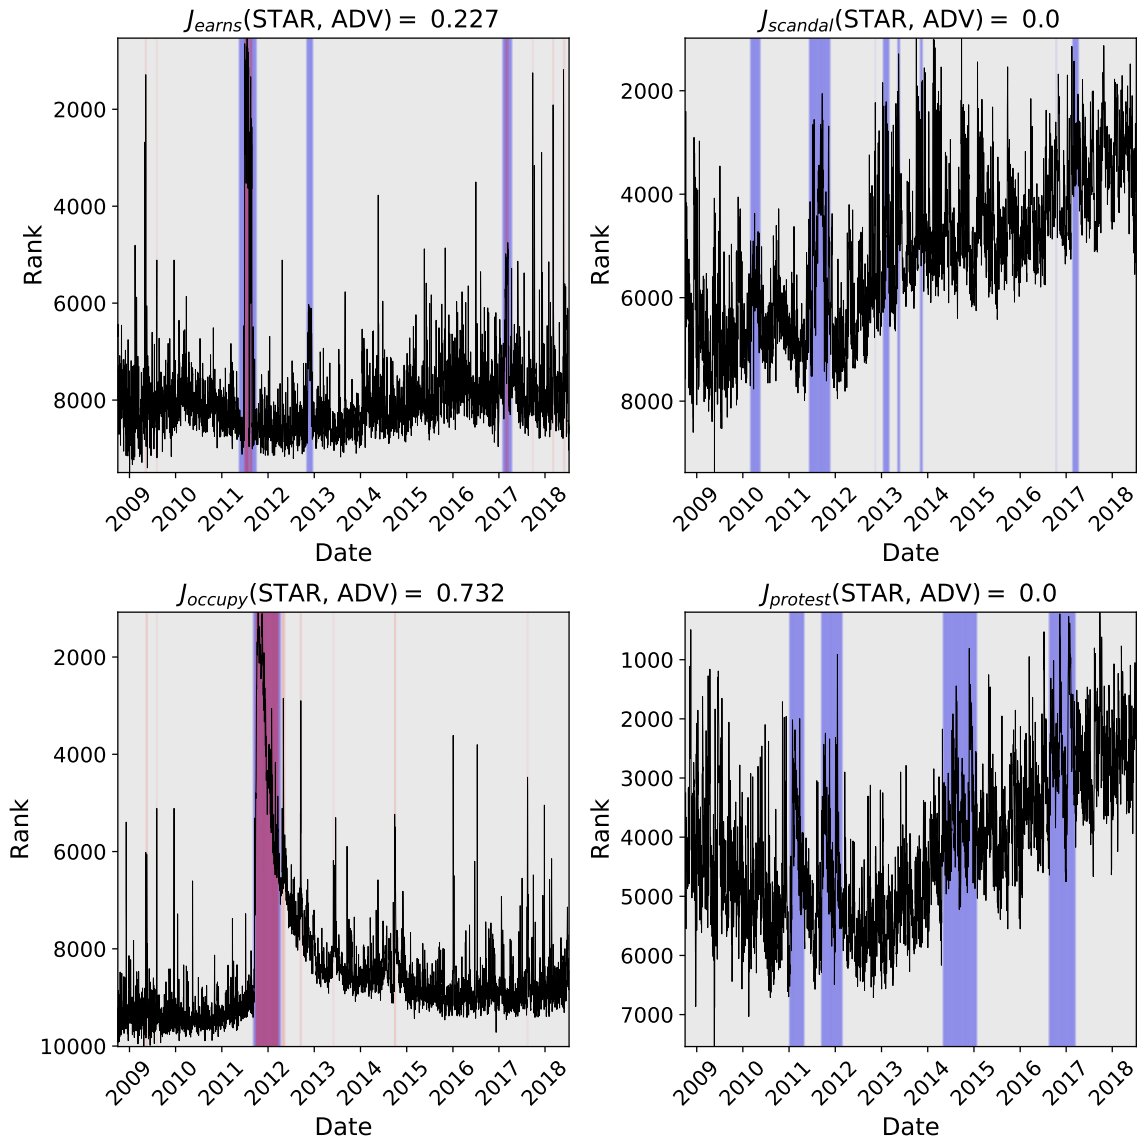 J_earns(STAR, ADV) = 0.227
Rank
2000
4000
6000
8000
2009 2010 2011 2012 2013 2014 2015 2016 2017 2018
Date
J_scandal(STAR, ADV) = 0.0
Rank
2000
4000
6000
8000
2009 2010 2011 2012 2013 2014 2015 2016 2017 2018
Date
J_occupy(STAR, ADV) = 0.732
Rank
2000
4000
6000
8000
10000
2009 2010 2011 2012 2013 2014 2015 2016 2017 2018
Date
J_protest(STAR, ADV) = 0.0
Rank
1000
2000
3000
4000
5000
6000
7000
2009 2010 2011 2012 2013 2014 2015 2016 2017 2018
Date